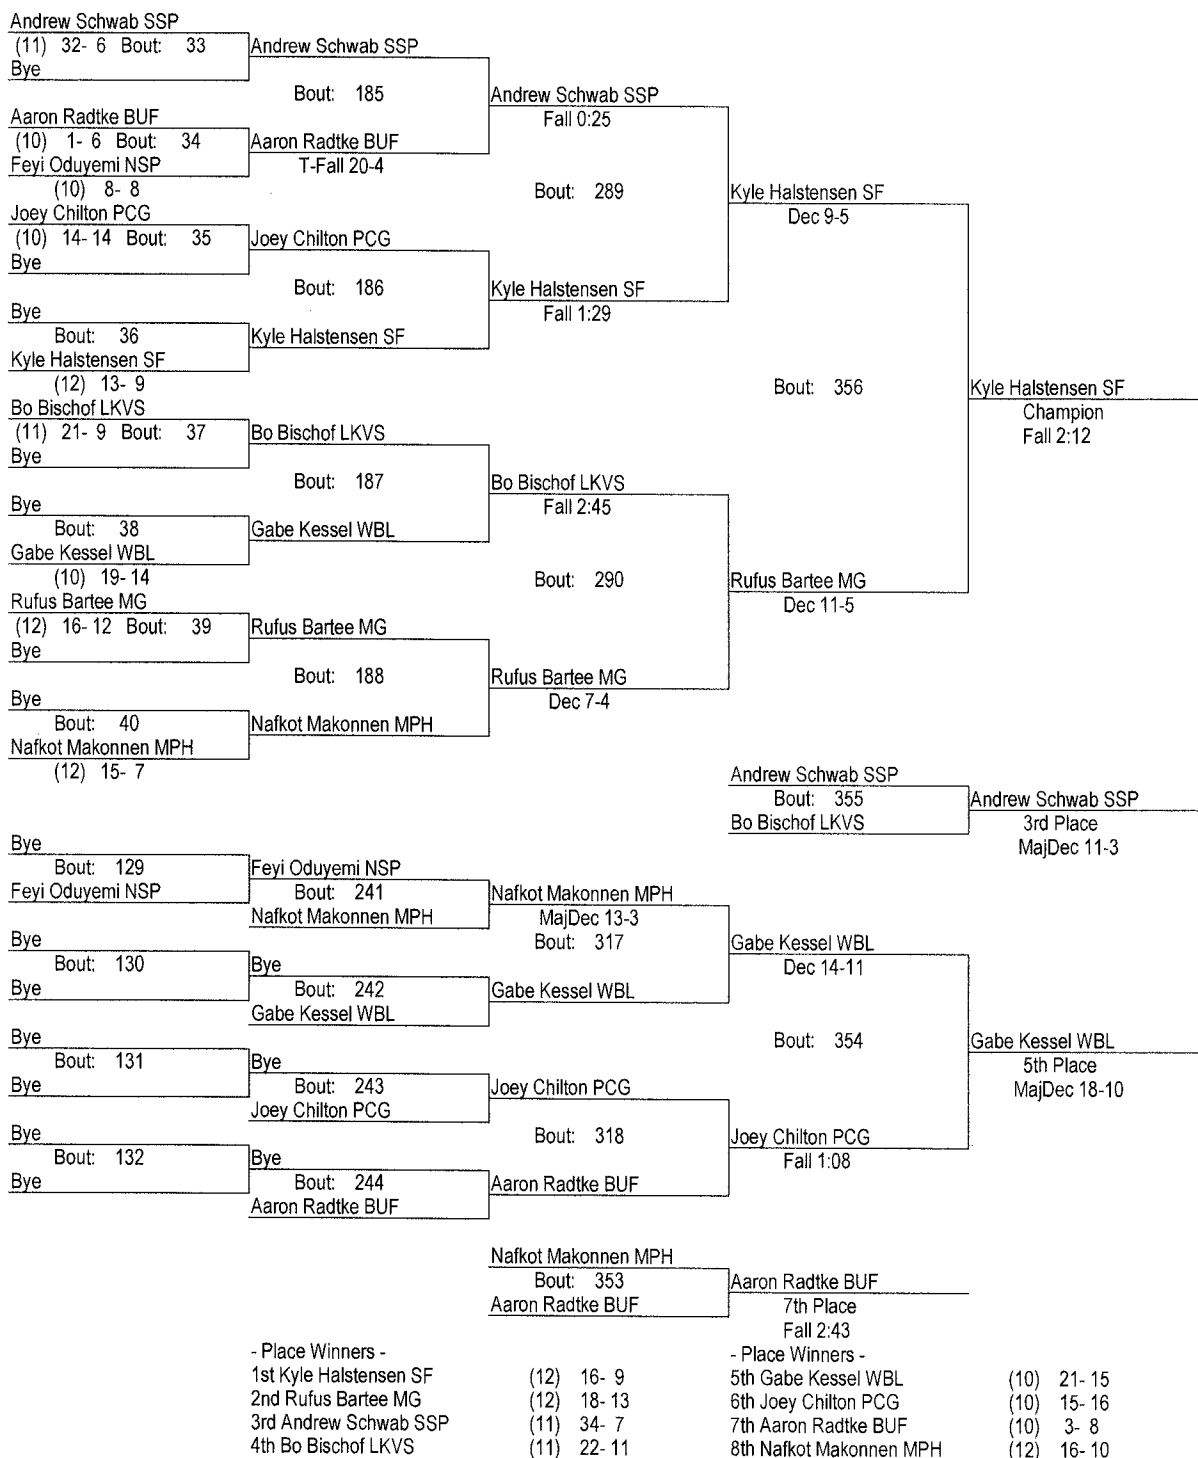 Andrew Schwab SSP
(11) 32- 6 Bout: 33
Bye
Andrew Schwab SSP
Bout: 185
Aaron Radtke BUF
(10) 1- 6 Bout: 34
Feyi Oduyemi NSP
(10) 8- 8
Aaron Radtke BUF
T-Fall 20-4
Andrew Schwab SSP
Fall 0:25
Bout: 289
Joey Chilton PCG
(10) 14- 14 Bout: 35
Bye
Joey Chilton PCG
Bout: 186
Bye
Bout: 36
Kyle Halstensen SF
(12) 13- 9
Kyle Halstensen SF
Kyle Halstensen SF
Fall 1:29
Kyle Halstensen SF
Dec 9-5
Bout: 356
Kyle Halstensen SF
Champion
Fall 2:12
Bo Bischof LKVS
(11) 21- 9 Bout: 37
Bye
Bo Bischof LKVS
Bout: 187
Bye
Bout: 38
Gabe Kessel WBL
(10) 19- 14
Gabe Kessel WBL
Bo Bischof LKVS
Fall 2:45
Bout: 290
Rufus Bartee MG
Dec 11-5
Rufus Bartee MG
(12) 16- 12 Bout: 39
Bye
Rufus Bartee MG
Bout: 188
Bye
Bout: 40
Nafkot Makonnen MPH
(12) 15- 7
Nafkot Makonnen MPH
Rufus Bartee MG
Dec 7-4
Andrew Schwab SSP
Bout: 355
Bo Bischof LKVS
Andrew Schwab SSP
3rd Place
MajDec 11-3
Bye
Bout: 129
Feyi Oduyemi NSP
Feyi Oduyemi NSP
Bout: 241
Nafkot Makonnen MPH
Nafkot Makonnen MPH
MajDec 13-3
Bout: 317
Bye
Bout: 130
Bye
Bye
Bout: 242
Gabe Kessel WBL
Gabe Kessel WBL
Gabe Kessel WBL
Dec 14-11
Bout: 354
Gabe Kessel WBL
5th Place
MajDec 18-10
Bye
Bout: 131
Bye
Bye
Bout: 243
Joey Chilton PCG
Joey Chilton PCG
Bout: 318
Joey Chilton PCG
Fall 1:08
Bye
Bout: 132
Bye
Bye
Bout: 244
Aaron Radtke BUF
Aaron Radtke BUF
Nafkot Makonnen MPH
Bout: 353
Aaron Radtke BUF
Aaron Radtke BUF
7th Place
Fall 2:43
- Place Winners -
1st Kyle Halstensen SF (12) 16- 9
2nd Rufus Bartee MG (12) 18- 13
3rd Andrew Schwab SSP (11) 34- 7
4th Bo Bischof LKVS (11) 22- 11
- Place Winners -
5th Gabe Kessel WBL (10) 21- 15
6th Joey Chilton PCG (10) 15- 16
7th Aaron Radtke BUF (10) 3- 8
8th Nafkot Makonnen MPH (12) 16- 10